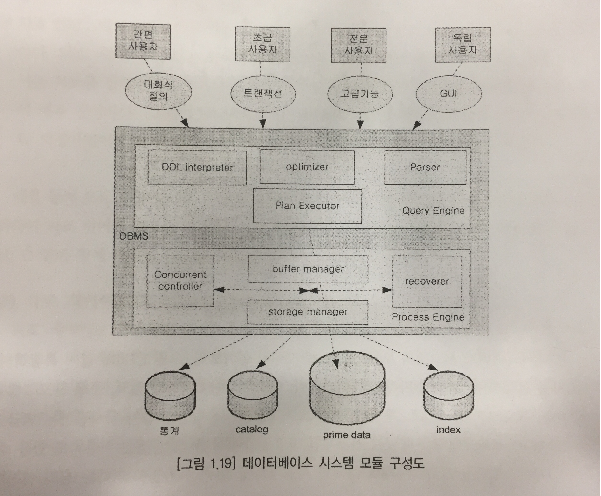 간편
사용자
초급
사용자
전문
사용자
독립
사용자
대화식
질의
트랜잭션
고급기능
GUI
DDL interpreter
optimizer
Parser
Plan Executor
Query Engine
DBMS
Concurrent
controller
buffer manager
recoverer
storage manager
Process Engine
통계
catalog
prime data
index
[그림 1.19] 데이터베이스 시스템 모듈 구성도